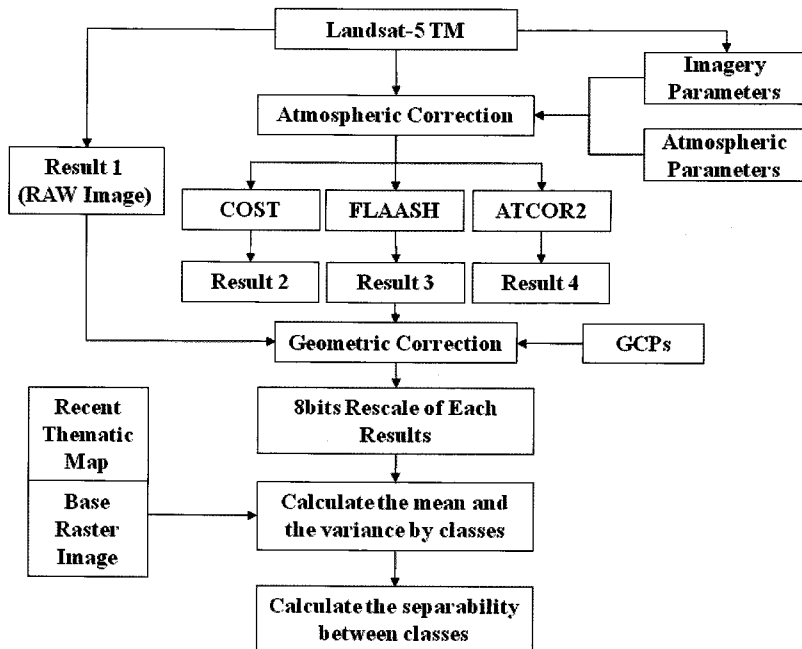 Landsat-5 TM
Imagery
Parameters
Atmospheric Correction
Atmospheric
Parameters
Result 1
(RAW Image)
COST
FLAASH
ATCOR2
Result 2
Result 3
Result 4
Geometric Correction
GCPs
8bits Rescale of Each
Results
Recent
Thematic
Map
Base
Raster
Image
Calculate the mean and
the variance by classes
Calculate the separability
between classes